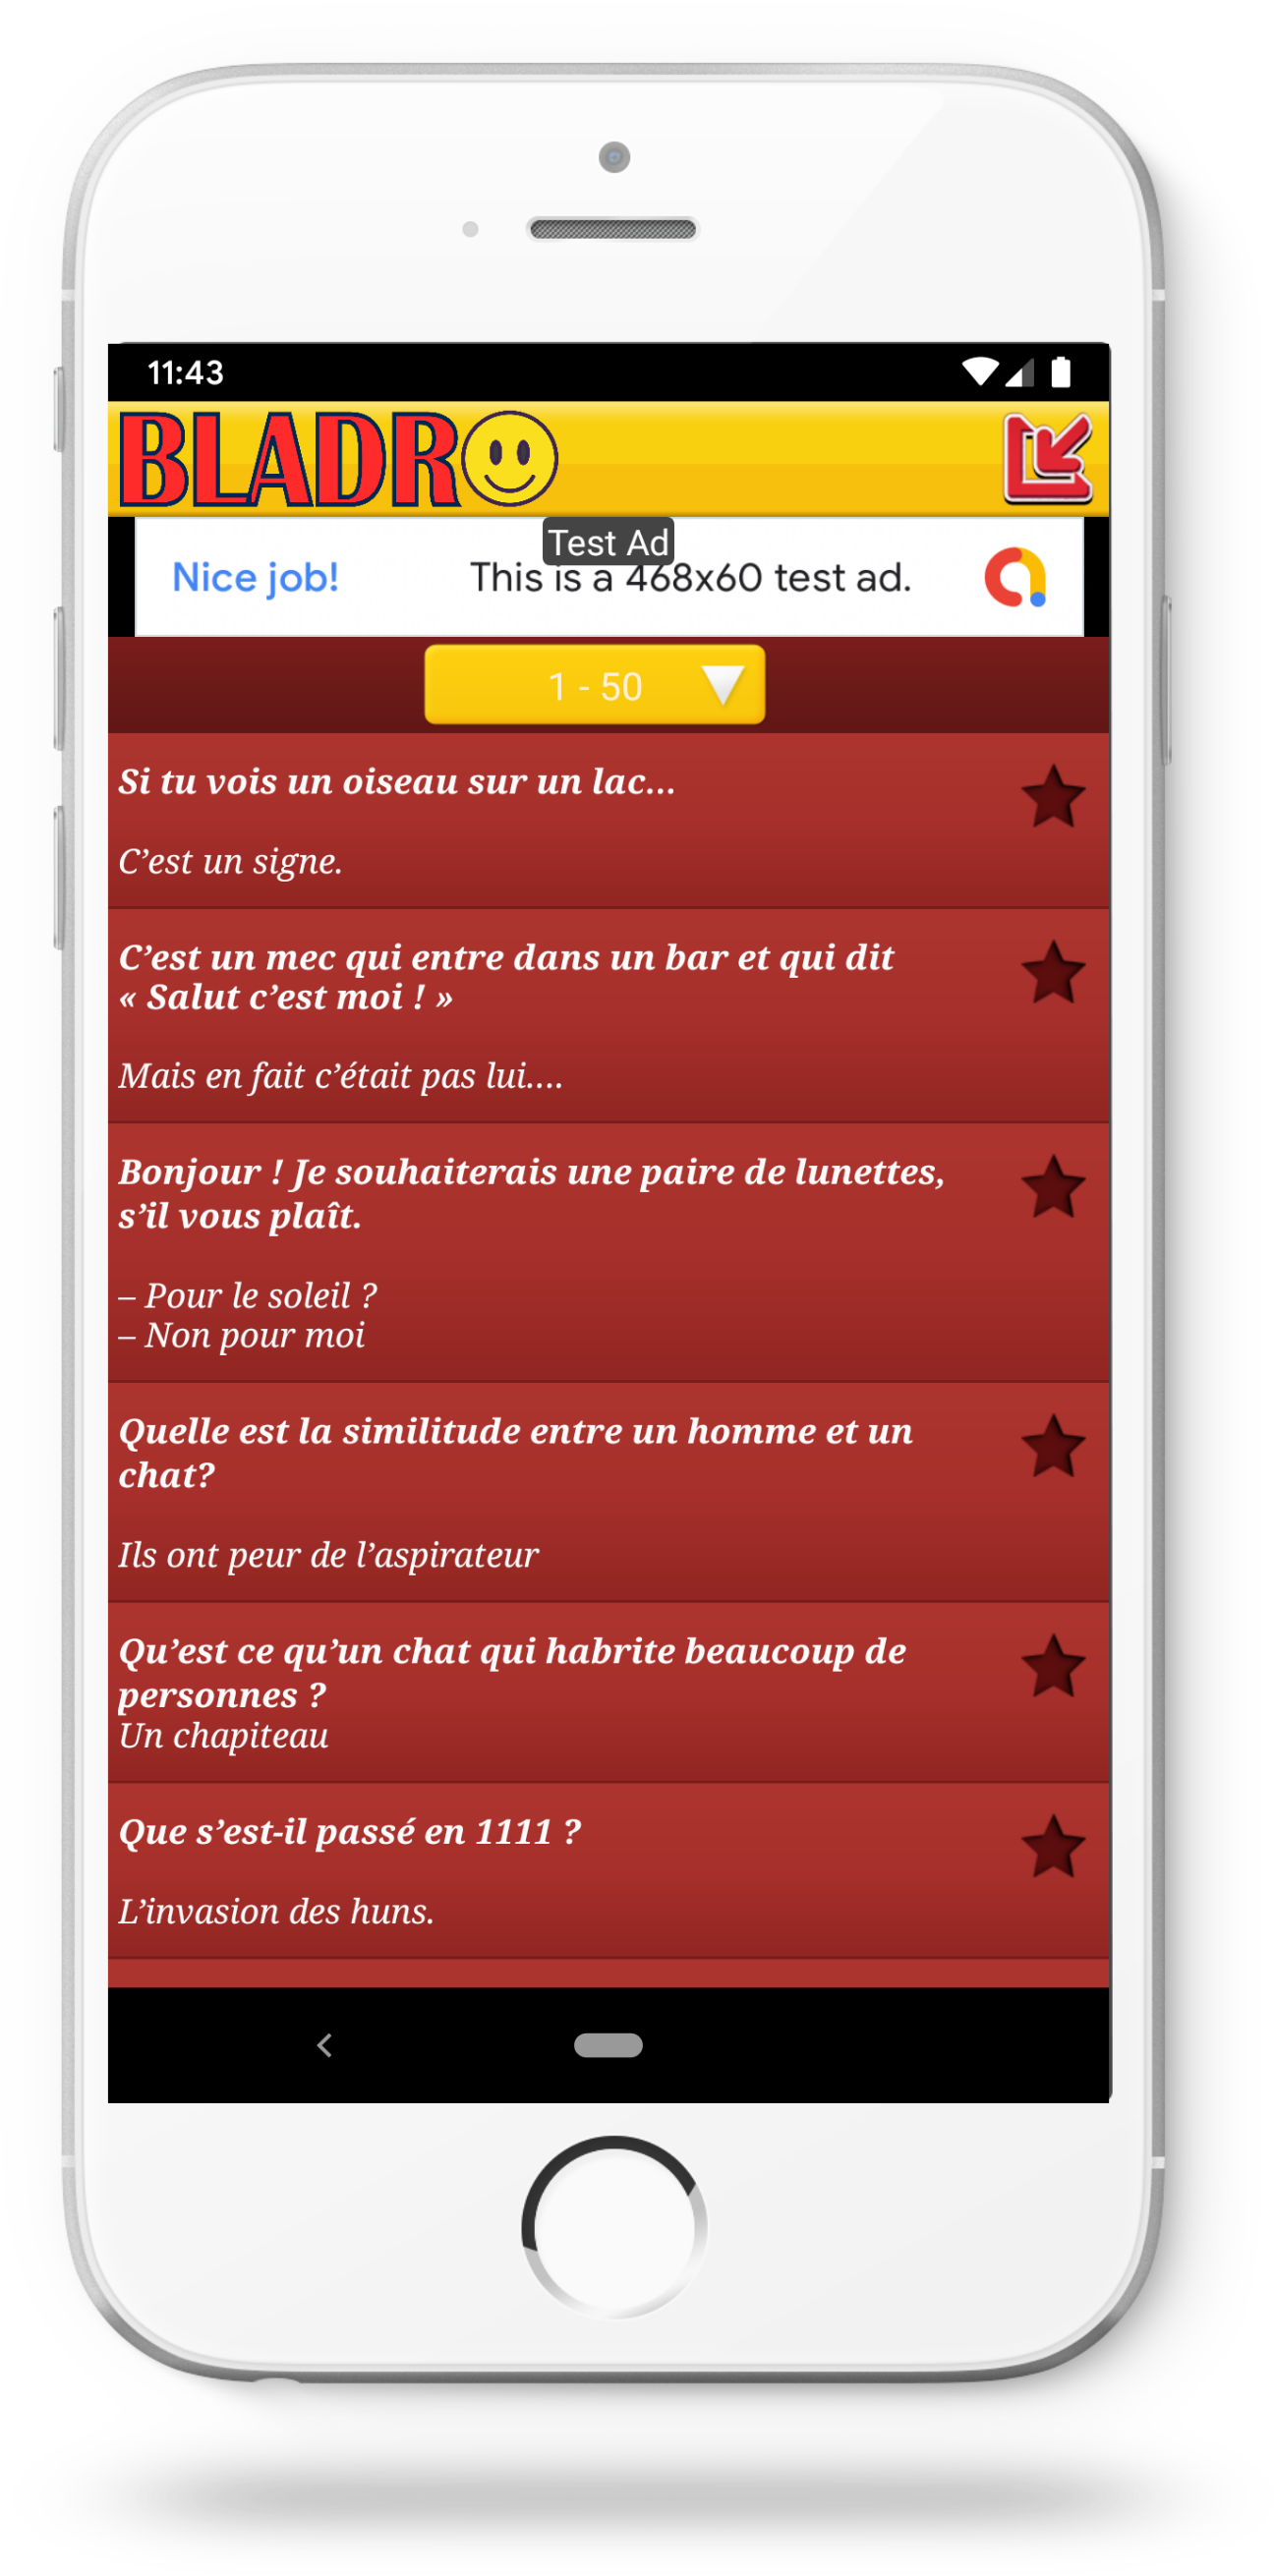 11:43
BLADR
Test Ad
Nice job!
This is a 468x60 test ad.
1 - 50
Si tu vois un oiseau sur un lac...
C’est un signe.
C’est un mec qui entre dans un bar et qui dit
« Salut c’est moi ! »
Mais en fait c’était pas lui....
Bonjour ! Je souhaiterais une paire de lunettes,
s’il vous plaît.
– Pour le soleil ?
– Non pour moi
Quelle est la similitude entre un homme et un
chat?
Ils ont peur de l’aspirateur
Qu’est ce qu’un chat qui habrite beaucoup de
personnes ?
Un chapiteau
Que s’est-il passé en 1111 ?
L’invasion des huns.